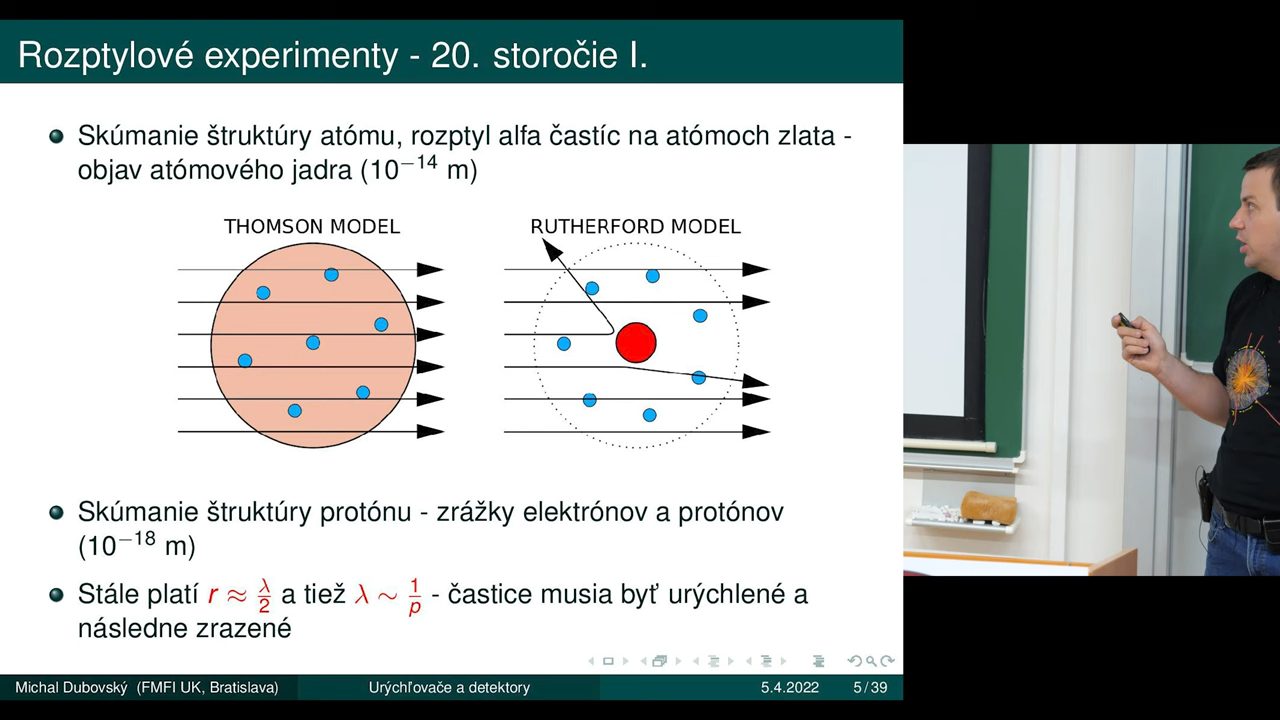 Rozptylové experimenty - 20. storočie I.
Skúmanie štruktúry atómu, rozptyl alfa častíc na atómoch zlata -
objav atómového jadra (10⁻¹⁴ m)
THOMSON MODEL
RUTHERFORD MODEL
Skúmanie štruktúry protónu - zrážky elektrónov a protónov
(10⁻¹⁸ m)
Stále platí r ≈ λ/2 a tiež λ ∼ 1/p - častice musia byť urýchlené a
následne zrazené
Michal Dubovský (FMFI UK, Bratislava)
Urýchľovače a detektory
5.4.2022
5 / 39